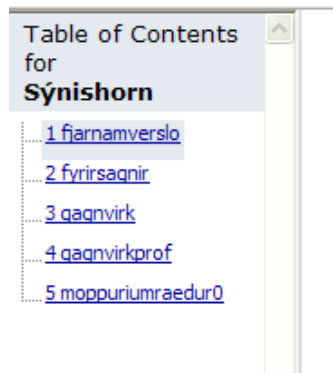 Table of Contents
for
Sýnishorn
1 fjarnamverslo
2 fyrirsagnir
3 gagnvirk
4 gagnvirkprof
5 moppuriumraedur0